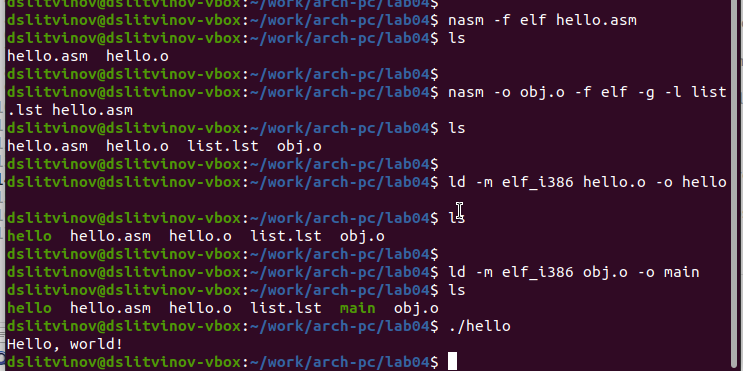 dslitvinov@dslitvinov-vbox:~/work/arch-pc/lab04$
dslitvinov@dslitvinov-vbox:~/work/arch-pc/lab04$ nasm -f elf hello.asm
dslitvinov@dslitvinov-vbox:~/work/arch-pc/lab04$ ls
hello.asm  hello.o
dslitvinov@dslitvinov-vbox:~/work/arch-pc/lab04$
dslitvinov@dslitvinov-vbox:~/work/arch-pc/lab04$ nasm -o obj.o -f elf -g -l list
.lst hello.asm
dslitvinov@dslitvinov-vbox:~/work/arch-pc/lab04$ ls
hello.asm  hello.o  list.lst  obj.o
dslitvinov@dslitvinov-vbox:~/work/arch-pc/lab04$
dslitvinov@dslitvinov-vbox:~/work/arch-pc/lab04$ ld -m elf_i386 hello.o -o hello
dslitvinov@dslitvinov-vbox:~/work/arch-pc/lab04$ ls
hello  hello.asm  hello.o  list.lst  obj.o
dslitvinov@dslitvinov-vbox:~/work/arch-pc/lab04$
dslitvinov@dslitvinov-vbox:~/work/arch-pc/lab04$ ld -m elf_i386 obj.o -o main
dslitvinov@dslitvinov-vbox:~/work/arch-pc/lab04$ ls
hello  hello.asm  hello.o  list.lst  main  obj.o
dslitvinov@dslitvinov-vbox:~/work/arch-pc/lab04$ ./hello
Hello, world!
dslitvinov@dslitvinov-vbox:~/work/arch-pc/lab04$